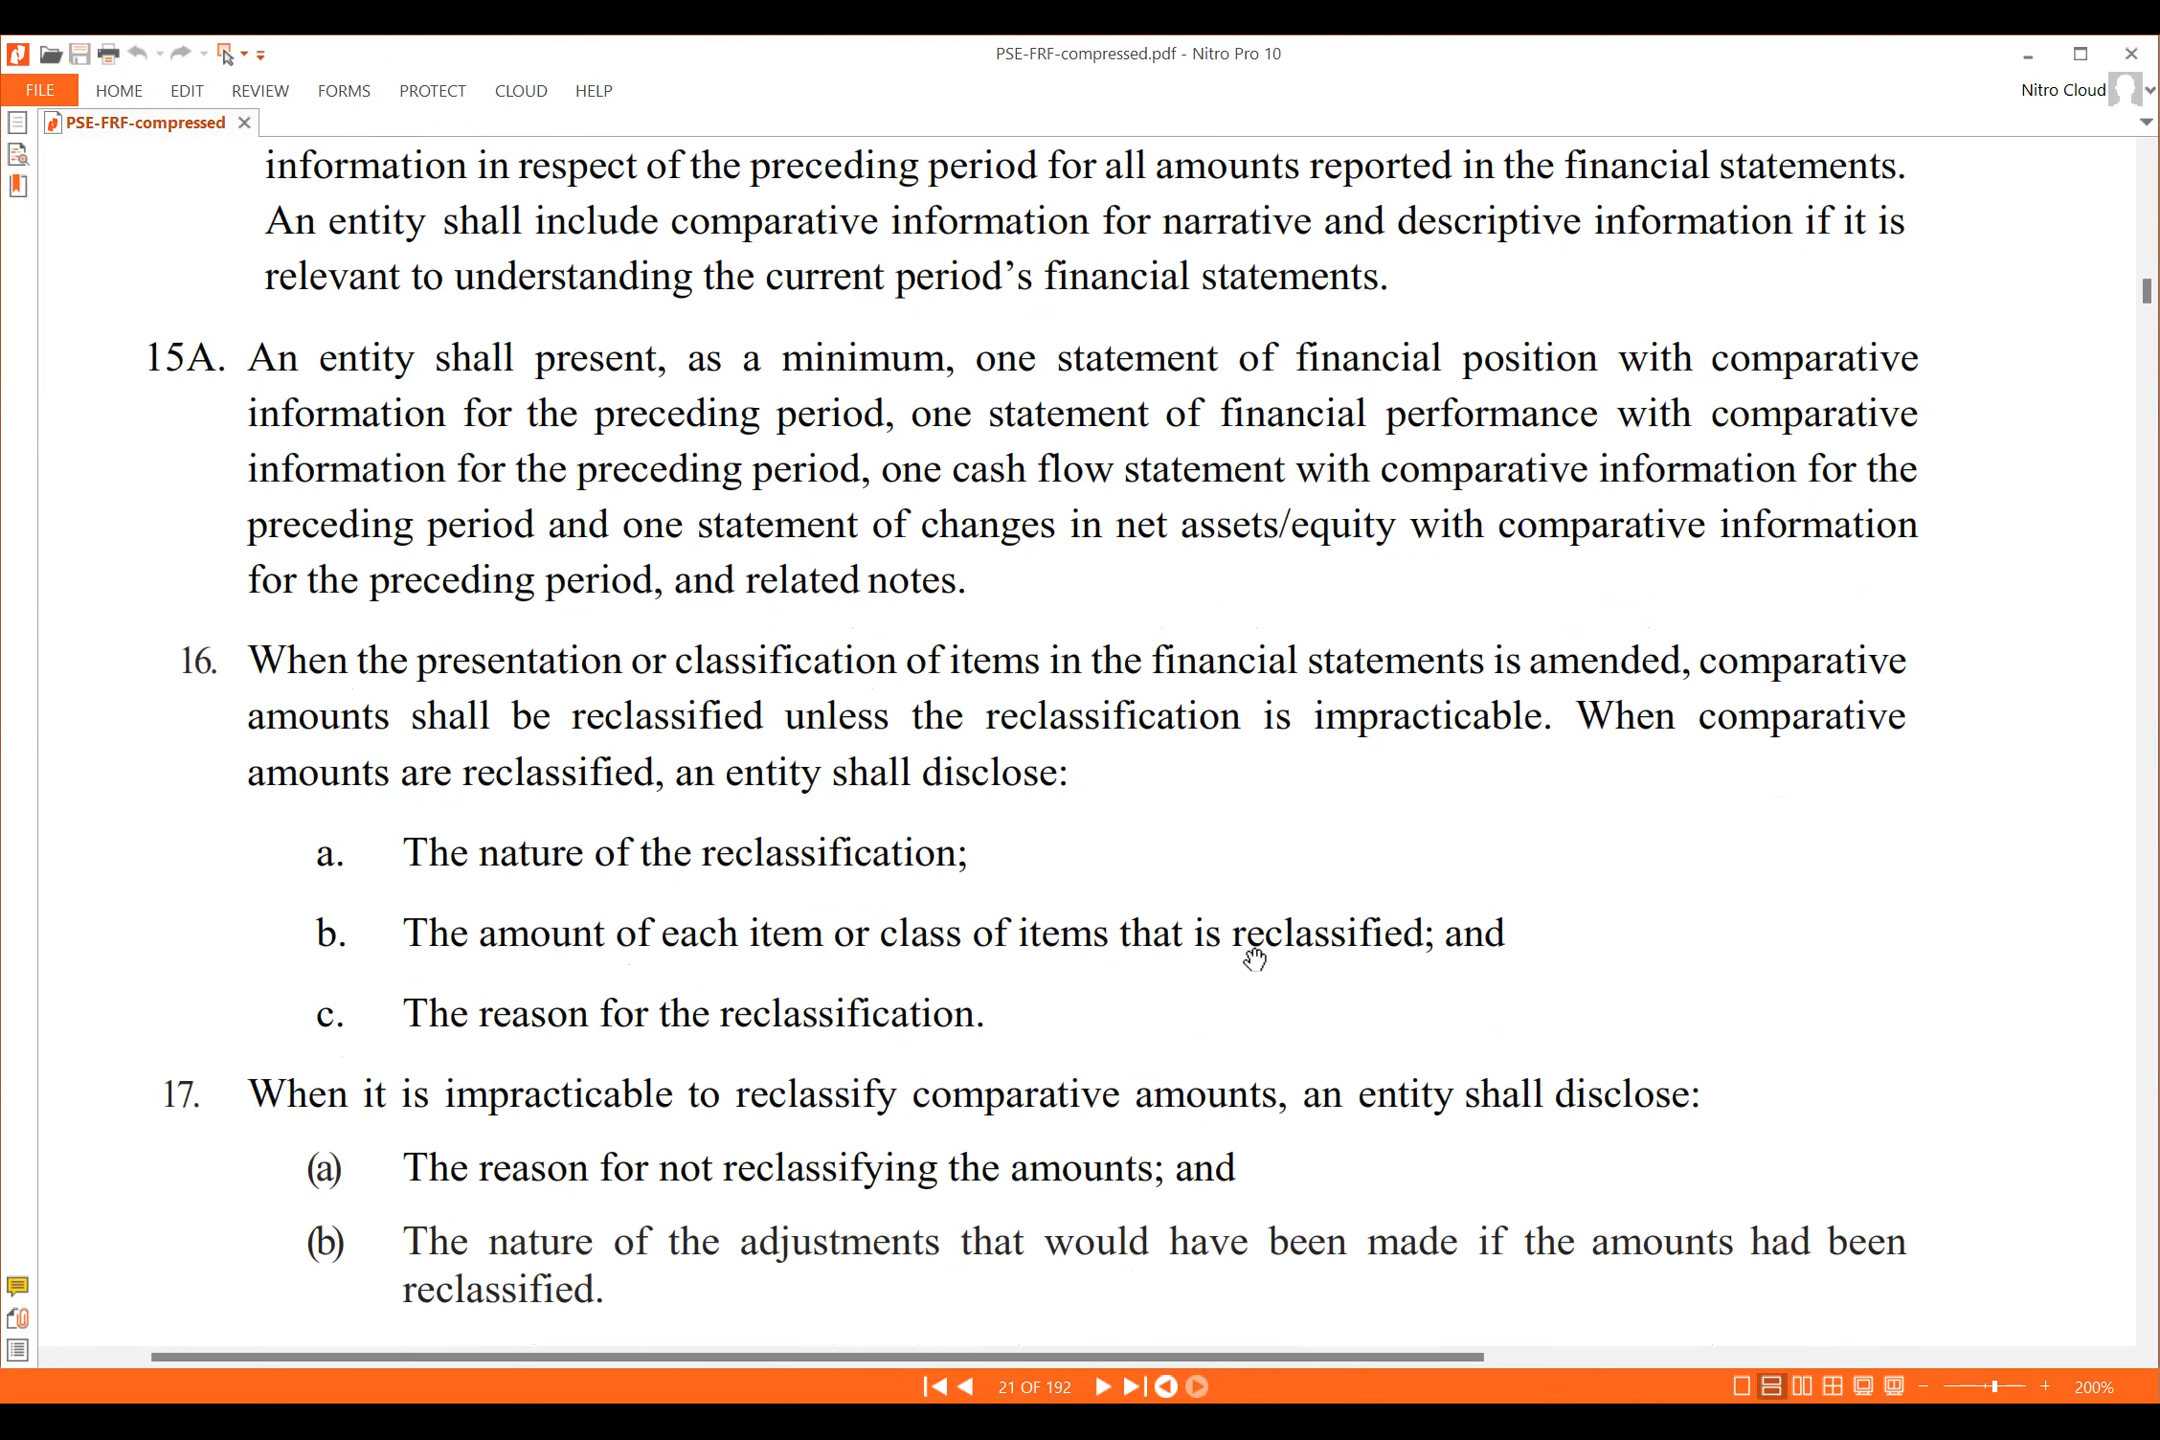 PSE-FRF-compressed.pdf - Nitro Pro 10
FILE HOME EDIT REVIEW FORMS PROTECT CLOUD HELP
Nitro Cloud
PSE-FRF-compressed
information in respect of the preceding period for all amounts reported in the financial statements.
An entity shall include comparative information for narrative and descriptive information if it is
relevant to understanding the current period’s financial statements.
15A. An entity shall present, as a minimum, one statement of financial position with comparative
information for the preceding period, one statement of financial performance with comparative
information for the preceding period, one cash flow statement with comparative information for the
preceding period and one statement of changes in net assets/equity with comparative information
for the preceding period, and related notes.
16. When the presentation or classification of items in the financial statements is amended, comparative
amounts shall be reclassified unless the reclassification is impracticable. When comparative
amounts are reclassified, an entity shall disclose:
a. The nature of the reclassification;
b. The amount of each item or class of items that is reclassified; and
c. The reason for the reclassification.
17. When it is impracticable to reclassify comparative amounts, an entity shall disclose:
(a) The reason for not reclassifying the amounts; and
(b) The nature of the adjustments that would have been made if the amounts had been
reclassified.
21 OF 192
200%